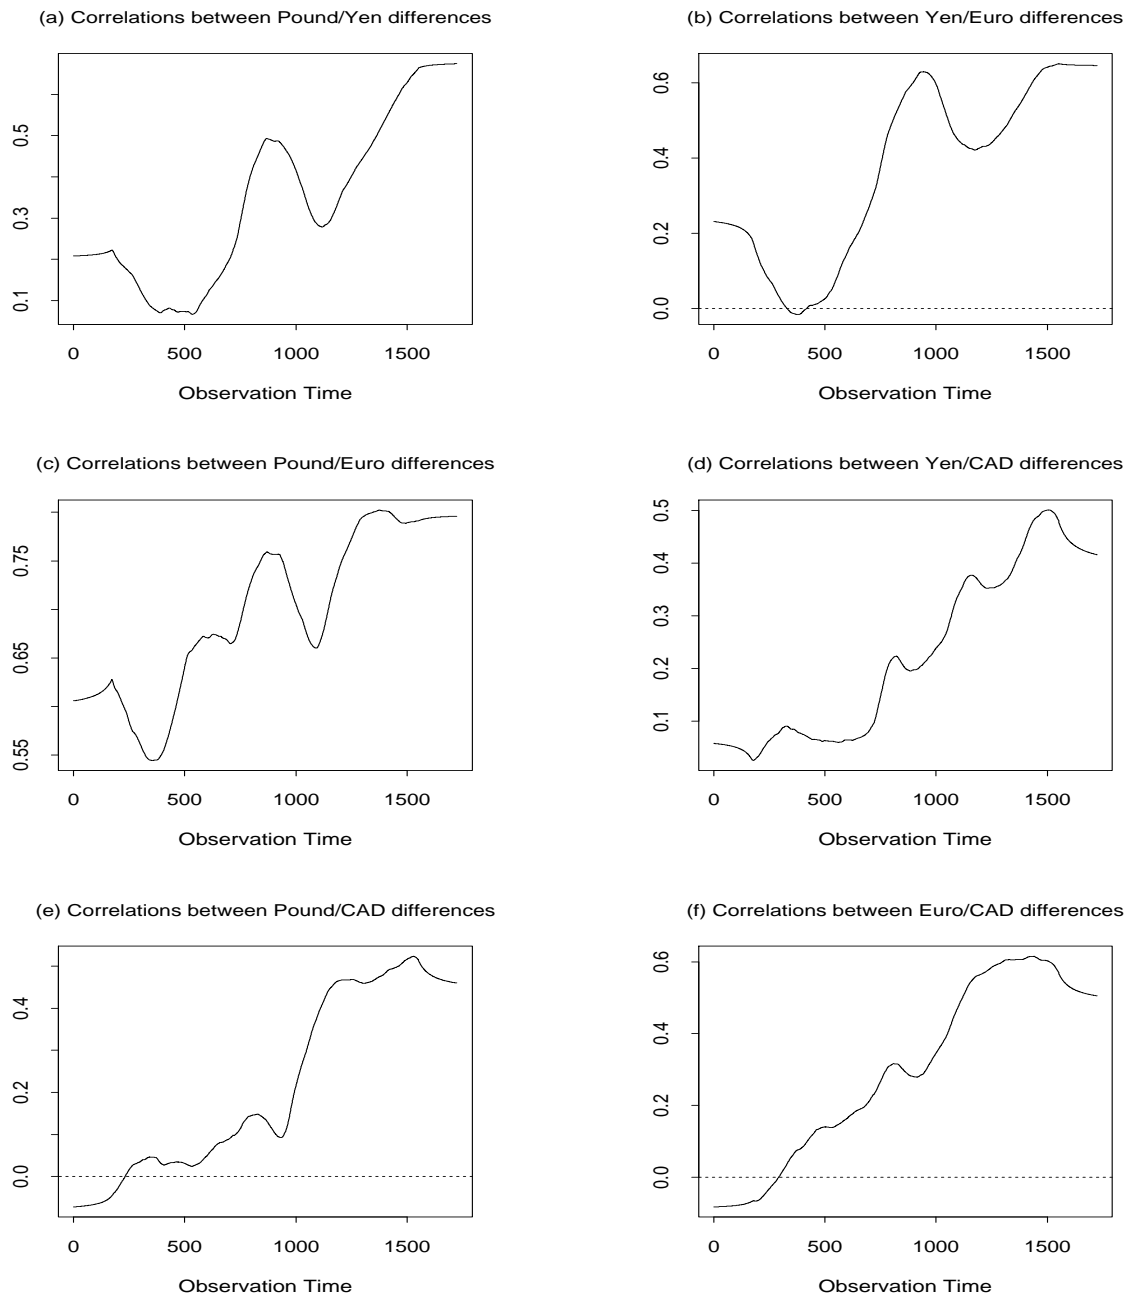 (a) Correlations between Pound/Yen differences
0.5
0.3
0.1
0 500 1000 1500
Observation Time
(b) Correlations between Yen/Euro differences
0.6
0.4
0.2
0.0
0 500 1000 1500
Observation Time
(c) Correlations between Pound/Euro differences
0.75
0.65
0.55
0 500 1000 1500
Observation Time
(d) Correlations between Yen/CAD differences
0.5
0.4
0.3
0.2
0.1
0 500 1000 1500
Observation Time
(e) Correlations between Pound/CAD differences
0.4
0.2
0.0
0 500 1000 1500
Observation Time
(f) Correlations between Euro/CAD differences
0.6
0.4
0.2
0.0
0 500 1000 1500
Observation Time